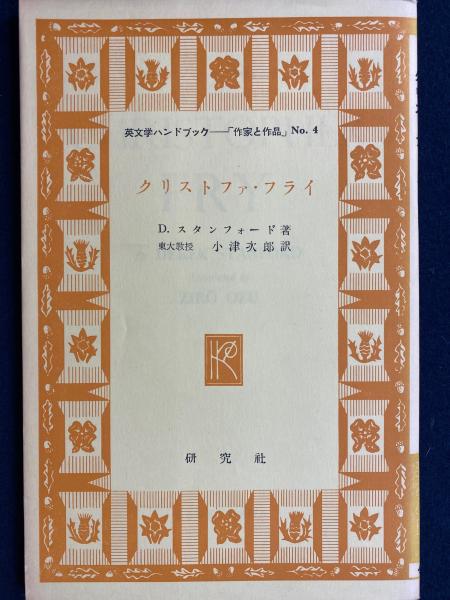 英文学ハンドブック──「作家と作品」No. 4
クリストファ・フライ
D. スタンフォード著
東大教授 小津次郎訳
研究社